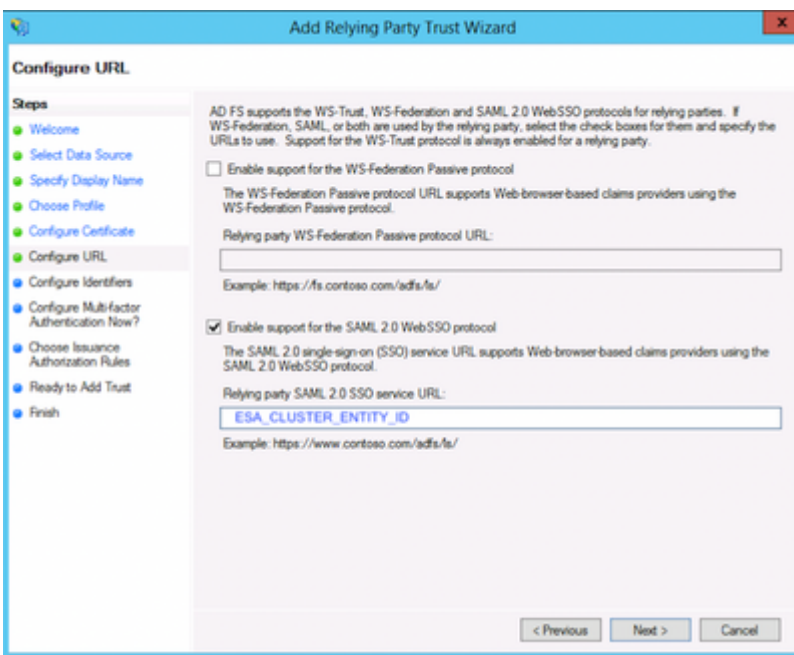 Add Relying Party Trust Wizard
x
Configure URL
Steps
Welcome
Select Data Source
Specify Display Name
Choose Profile
Configure Certificate
Configure URL
Configure Identifiers
Configure Multi-factor
Authentication Now?
Choose Issuance
Authorization Rules
Ready to Add Trust
Finish
AD FS supports the WS-Trust, WS-Federation and SAML 2.0 WebSSO protocols for relying parties. If
WS-Federation, SAML, or both are used by the relying party, select the check boxes for them and specify the
URLs to use. Support for the WS-Trust protocol is always enabled for a relying party.
Enable support for the WS-Federation Passive protocol
The WS-Federation Passive protocol URL supports Web-browser-based claims providers using the
WS-Federation Passive protocol.
Relying party WS-Federation Passive protocol URL:
Example: https://fs.contoso.com/adfs/ls/
Enable support for the SAML 2.0 WebSSO protocol
The SAML 2.0 single-sign-on (SSO) service URL supports Web-browser-based claims providers using the
SAML 2.0 WebSSO protocol.
Relying party SAML 2.0 SSO service URL:
ESA_CLUSTER_ENTITY_ID
Example: https://www.contoso.com/adfs/ls/
< Previous
Next >
Cancel